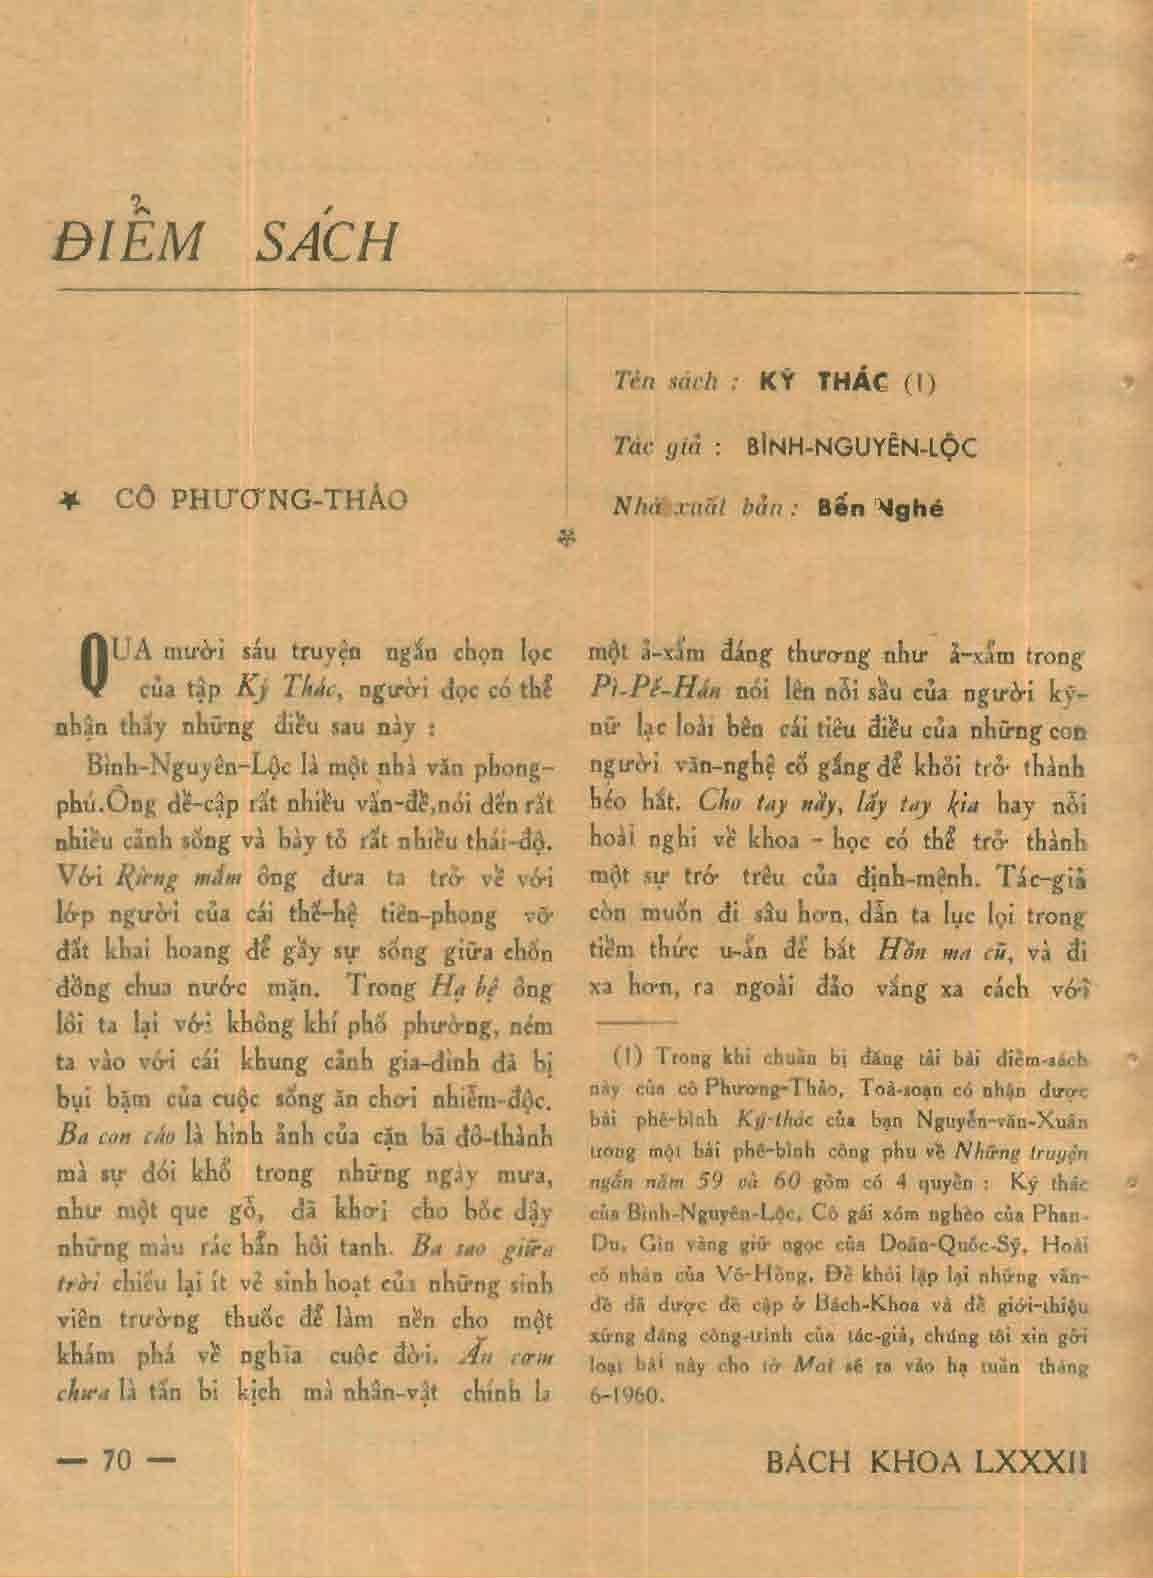 ĐIỂM SÁCH
★ CÔ PHƯƠNG-THẢO
Tên sách : KÝ THÁC (1)
Tác giả : BÌNH-NGUYÊN-LỘC
Nhà xuất bản : Bến Nghé
QUA mười sáu truyện ngắn chọn lọc
của tập Ký Thác, người đọc có thể
nhận thấy những điều sau này :
Bình-Nguyên-Lộc là một nhà văn phong-
phú. Ông đề-cập rất nhiều vấn-đề, nói đến rất
nhiều cảnh sống và bày tỏ rất nhiều thái-độ.
Với Rừng mắm ông đưa ta trở về với
lớp người của cái thế-hệ tiên-phong vỡ
đất khai hoang để gầy sự sống giữa chốn
đồng chua nước mặn. Trong Hạ bệ ông
lôi ta lại với không khí phố phường, ném
ta vào với cái khung cảnh gia-đình đã bị
bụi bặm của cuộc sống ăn chơi nhiễm-độc.
Ba con cáo là hình ảnh của cặn bã đô-thành
mà sự đói khổ trong những ngày mưa,
như một que gỗ, đã khơi cho bốc dậy
những màu rác bẩn hôi tanh. Ba sao giữa
trời chiếu lại ít vẻ sinh hoạt của những sinh
viên trường thuốc để làm nền cho một
khám phá về nghĩa cuộc đời. Ăn cơm
chưa là tấn bi kịch mà nhân-vật chính là
một ả-xẩm đáng thương như ả-xẩm trong
Pì-Pế-Hán nói lên nỗi sầu của người kỹ-
nữ lạc loài bên cái tiêu điều của những con
người văn-nghệ cố gắng để khỏi trở thành
héo hắt. Cho tay nầy, lấy tay kia hay nỗi
hoài nghi về khoa - học có thể trở thành
một sự trớ trêu của định-mệnh. Tác-giả
còn muốn đi sâu hơn, dẫn ta lục lọi trong
tiềm thức u-ẩn để bắt Hồn ma cũ, và đi
xa hơn, ra ngoài đảo vắng xa cách với
(1) Trong khi chuẩn bị đăng tải bài điểm-sách
này của cô Phương-Thảo, Toà-soạn có nhận được
bài phê-bình Ký-thác của bạn Nguyễn-văn-Xuân
trong một bài phê-bình công phu về Những truyện
ngắn năm 59 và 60 gồm có 4 quyển : Ký thác
của Bình-Nguyên-Lộc, Cô gái xóm nghèo của Phan-
Du, Gìn vàng giữ ngọc của Doãn-Quốc-Sỹ, Hoài
cố nhân của Võ-Hồng. Để khỏi lặp lại những vấn-
đề đã được đề cập ở Bách-Khoa và để giới-thiệu
xứng đáng công-trình của tác-giả, chúng tôi xin gởi
loạt bài này cho tờ Mai sẽ ra vào hạ tuần tháng
6-1960.
— 70 —
BÁCH KHOA LXXXII